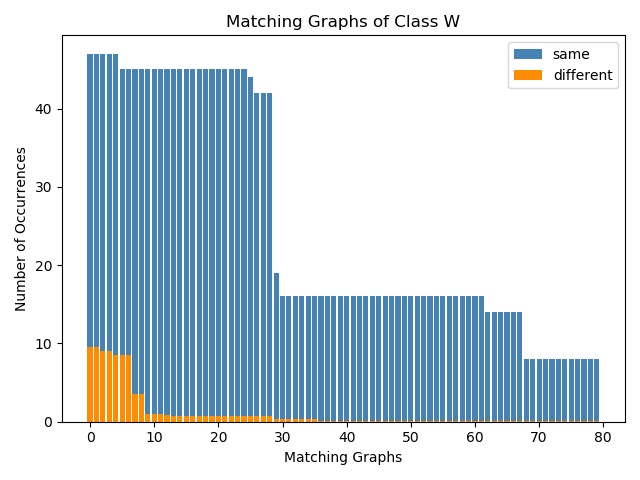 Matching Graphs of Class W
same
different
Number of Occurrences
40
30
20
10
0
0 10 20 30 40 50 60 70 80
Matching Graphs